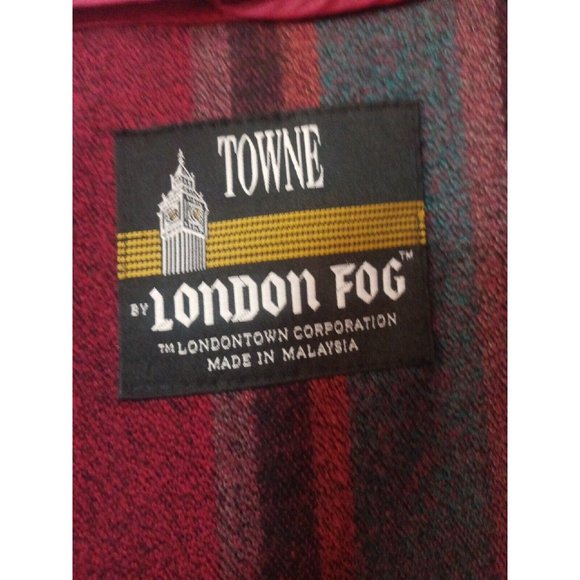 TOWNE
BY LONDON FOG™
™ LONDONTOWN CORPORATION
MADE IN MALAYSIA